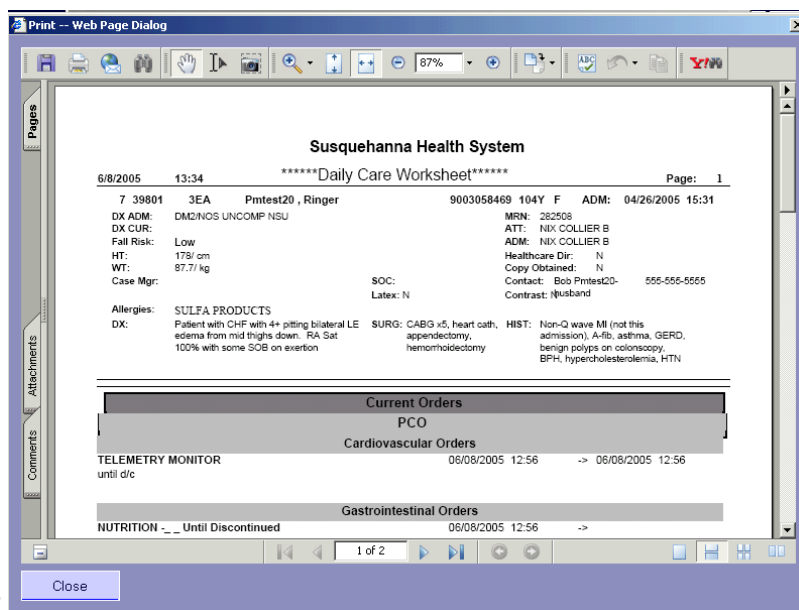 Print -- Web Page Dialog
87%
ABC
Y!
Pages
Attachments
Comments
Susquehanna Health System
6/8/2005 13:34 ******Daily Care Worksheet****** Page: 1
7 39801 3EA Pmtest20 , Ringer 9003058469 104Y F ADM: 04/26/2005 15:31
DX ADM: DM2/NOS UNCOMP NSU MRN: 282508
DX CUR: ATT: NIX COLLIER B
Fall Risk: Low ADM: NIX COLLIER B
HT: 178/ cm Healthcare Dir: N
WT: 87.7/ kg Copy Obtained: N
Case Mgr: SOC: Contact: Bob Pmtest20- 555-555-5555
Latex: N Contrast: N husband
Allergies: SULFA PRODUCTS
DX: Patient with CHF with 4+ pitting bilateral LE SURG: CABG x5, heart cath, HIST: Non-Q wave MI (not this
edema from mid thighs down. RA Sat appendectomy, admission), A-fib, asthma, GERD,
100% with some SOB on exertion hemorrhoidectomy benign polyps on colonscopy,
BPH, hypercholesterolemia, HTN
Current Orders
PCO
Cardiovascular Orders
TELEMETRY MONITOR 06/08/2005 12:56 -> 06/08/2005 12:56
until d/c
Gastrointestinal Orders
NUTRITION -_ _ Until Discontinued 06/08/2005 12:56 ->
1 of 2
Close